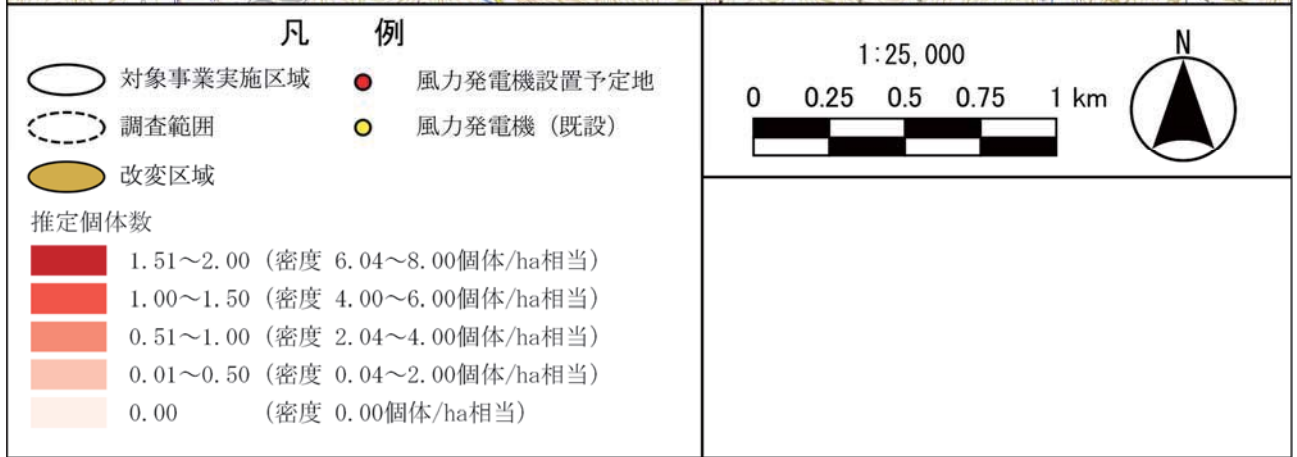 凡 例
対象事業実施区域
風力発電機設置予定地
調査範囲
風力発電機（既設）
改変区域
推定個体数
1.51～2.00 (密度 6.04～8.00個体/ha相当)
1.00～1.50 (密度 4.00～6.00個体/ha相当)
0.51～1.00 (密度 2.04～4.00個体/ha相当)
0.01～0.50 (密度 0.04～2.00個体/ha相当)
0.00 (密度 0.00個体/ha相当)
1:25,000
0 0.25 0.5 0.75 1 km
N